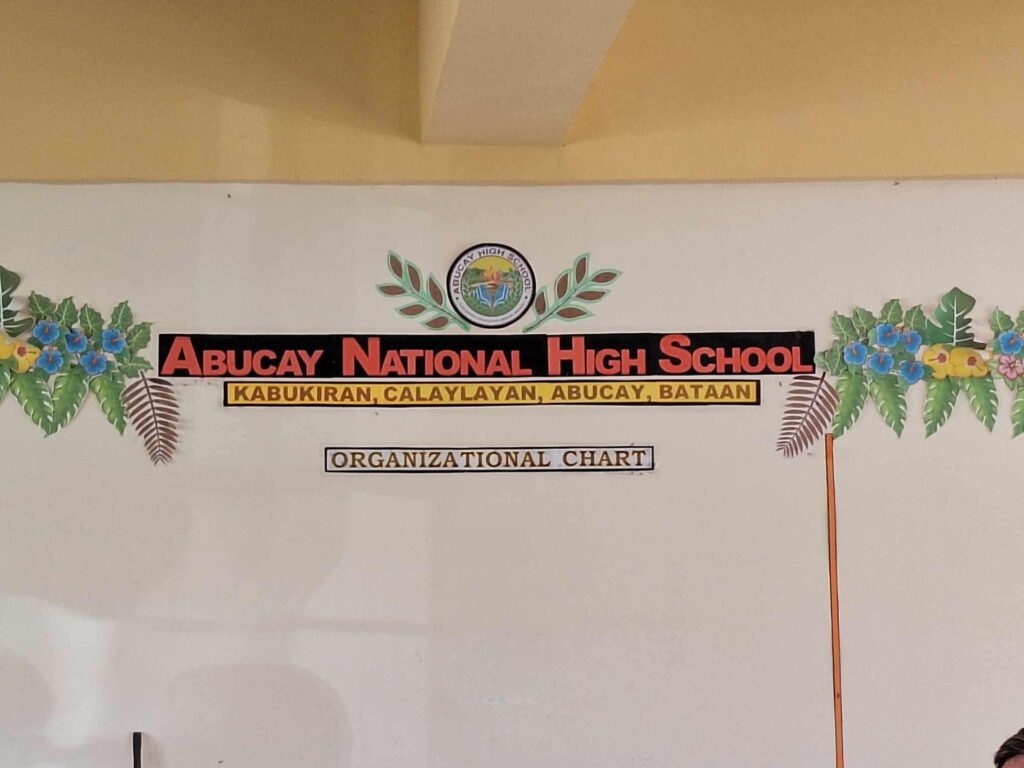 ABUCAY HIGH SCHOOL
ABUCAY NATIONAL HIGH SCHOOL
KABUKIRAN, CALAYLAYAN, ABUCAY, BATAAN
ORGANIZATIONAL CHART